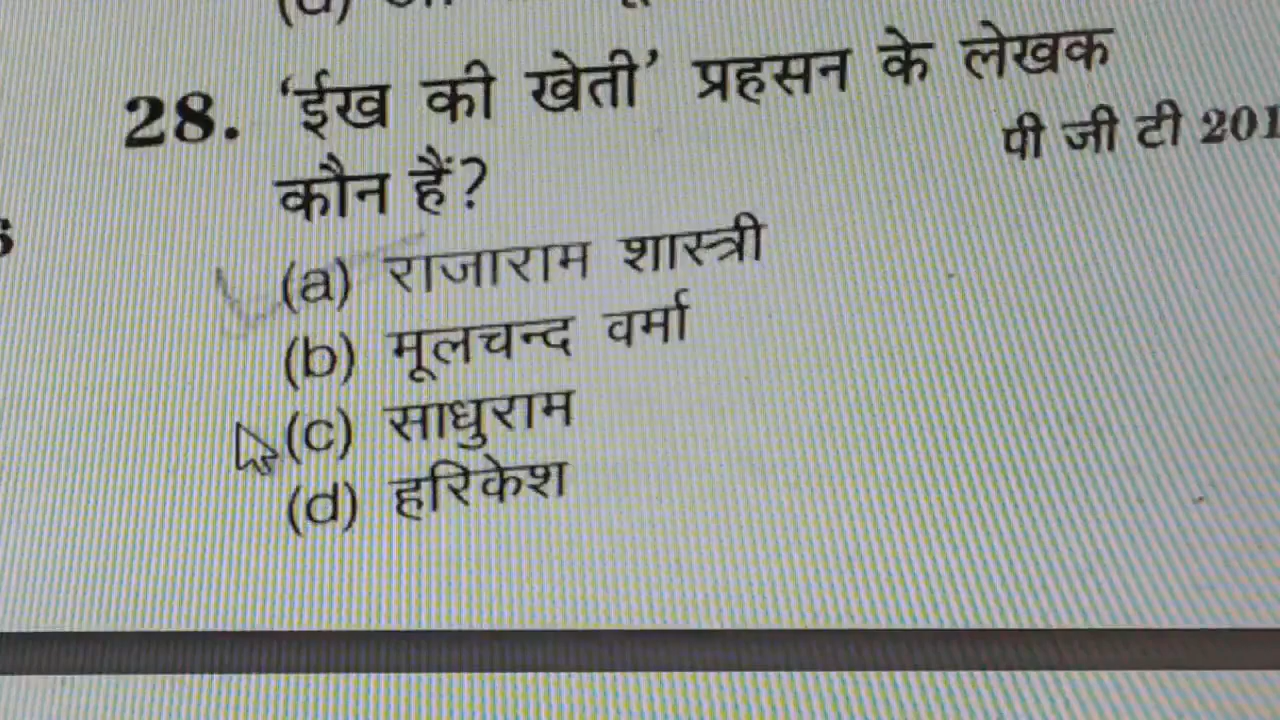 28. 'ईख की खेती' प्रहसन के लेखक
कौन हैं?
पी जी टी 201
(a) राजाराम शास्त्री
(b) मूलचन्द वर्मा
(c) साधुराम
(d) हरिकेश